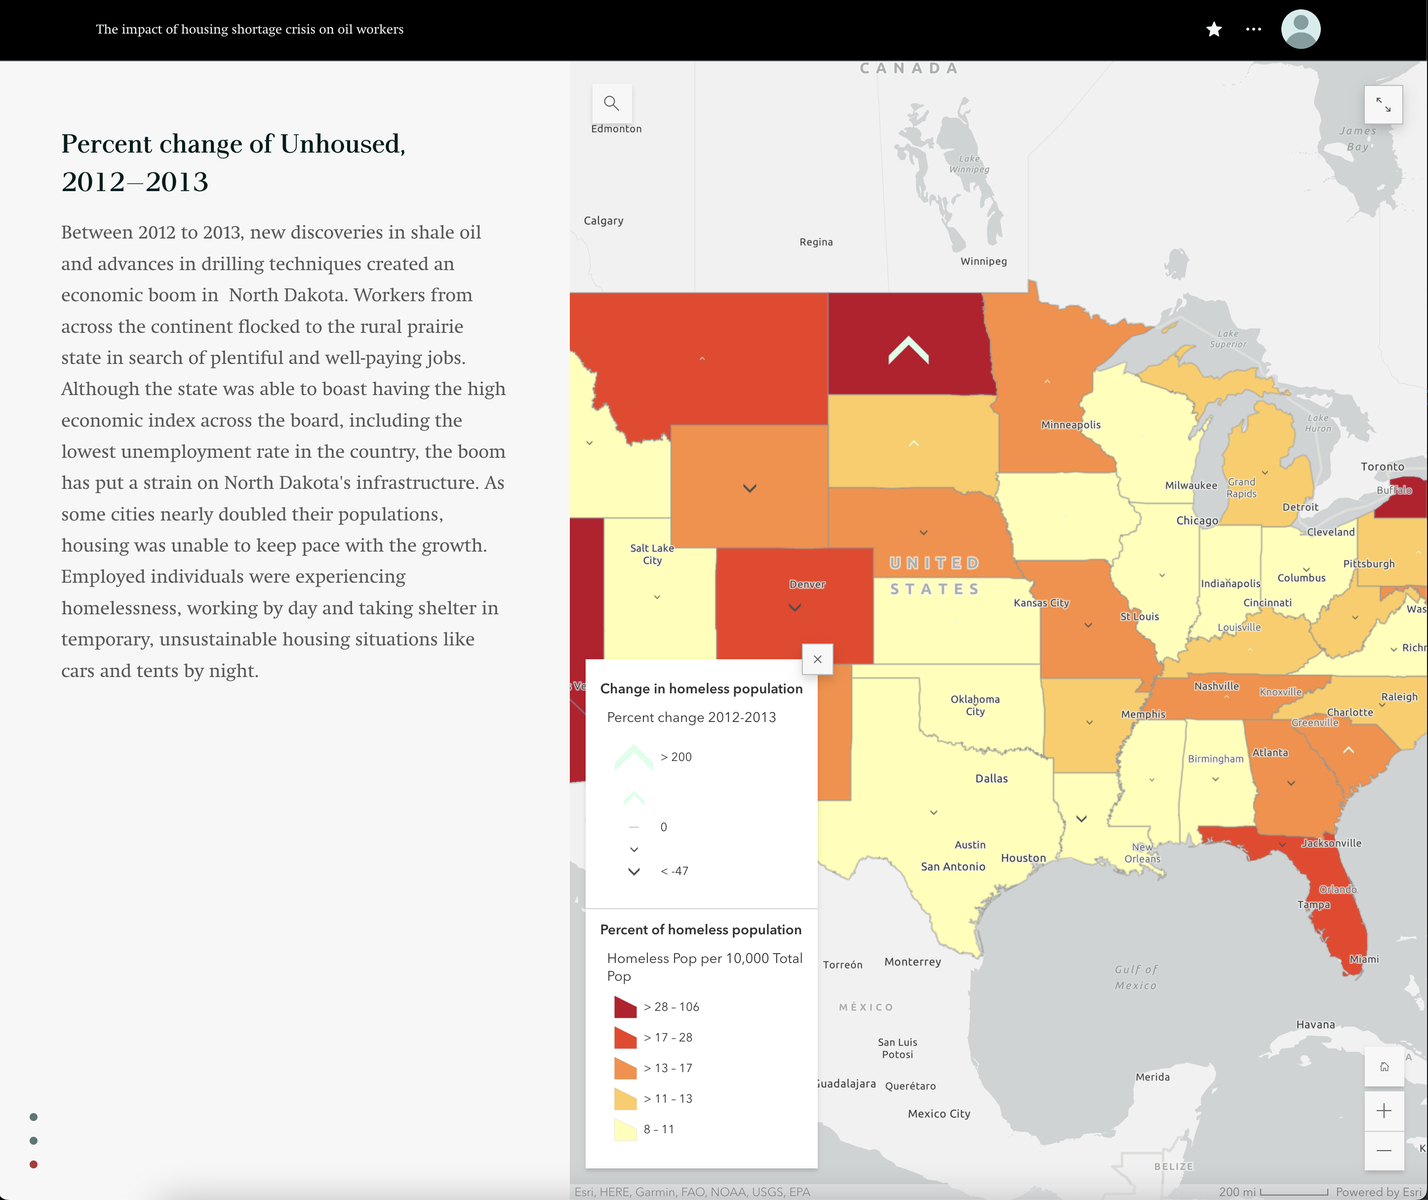 The impact of housing shortage crisis on oil workers
Percent change of Unhoused,
2012–2013
Between 2012 to 2013, new discoveries in shale oil
and advances in drilling techniques created an
economic boom in  North Dakota. Workers from
across the continent flocked to the rural prairie
state in search of plentiful and well-paying jobs.
Although the state was able to boast having the high
economic index across the board, including the
lowest unemployment rate in the country, the boom
has put a strain on North Dakota's infrastructure. As
some cities nearly doubled their populations,
housing was unable to keep pace with the growth.
Employed individuals were experiencing
homelessness, working by day and taking shelter in
temporary, unsustainable housing situations like
cars and tents by night.
CANADA
Edmonton
James
Bay
Lake
Winnipeg
Calgary
Regina
Winnipeg
Lake
Superior
Lake
Huron
Minneapolis
Toronto
Milwaukee
Grand
Rapids
Buffalo
Detroit
Chicago
Cleveland
Salt Lake
City
UNITED
STATES
Pittsburgh
Denver
Indianapolis
Columbus
Kansas City
St Louis
Cincinnati
Was
Louisville
Richr
Ve
Nashville
Knoxville
Raleigh
Oklahoma
City
Memphis
Charlotte
Greenville
Atlanta
Birmingham
Dallas
Austin
Houston
San Antonio
New
Orleans
Jacksonville
Orlando
Tampa
Miami
Torreón
Monterrey
Gulf of
Mexico
MÉXICO
Havana
San Luis
Potosi
Guadalajara
Querétaro
Merida
Mexico City
BELIZE
A
K
Change in homeless population
Percent change 2012-2013
> 200
0
< -47
Percent of homeless population
Homeless Pop per 10,000 Total
Pop
> 28 – 106
> 17 – 28
> 13 – 17
> 11 – 13
8 – 11
Esri, HERE, Garmin, FAO, NOAA, USGS, EPA
200 mi
Powered by Esri